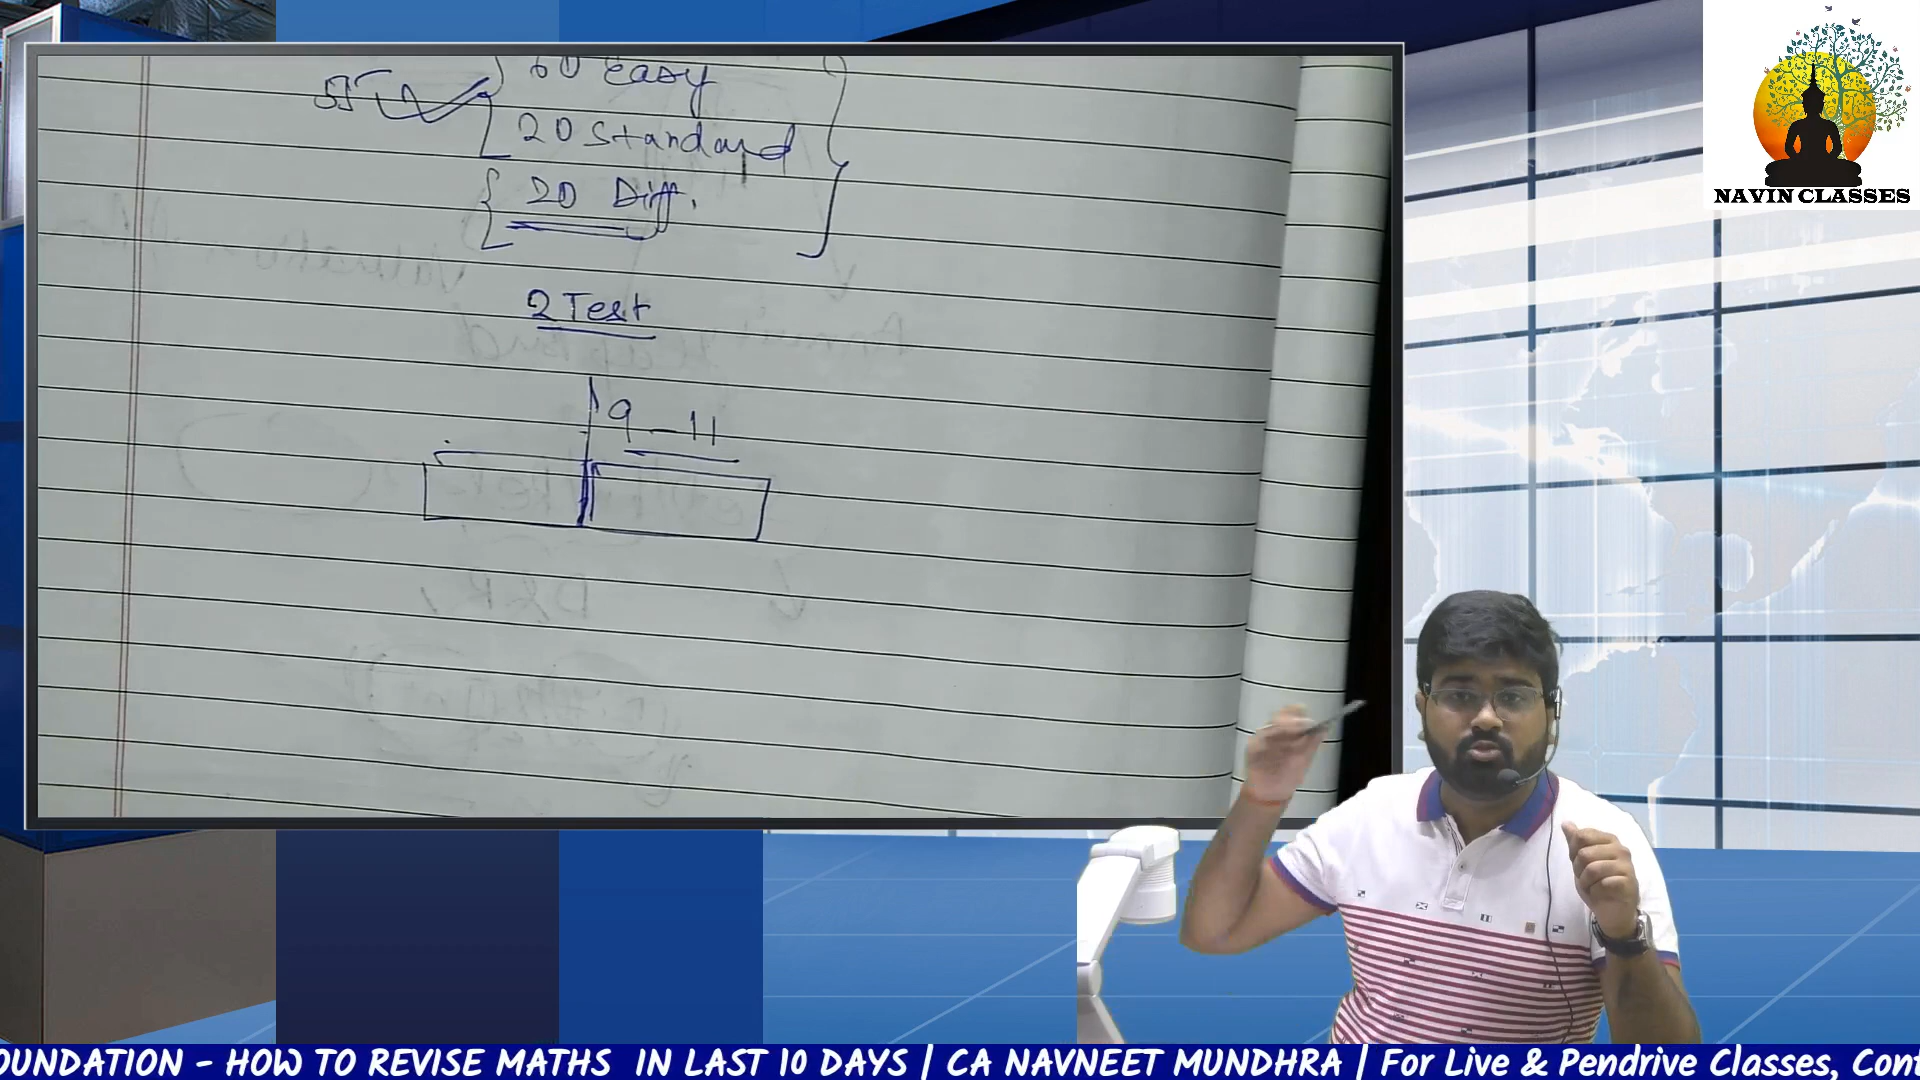 60 Easy
55
20 Standard
20 Diff.
2 Test
9-11
NAVIN CLASSES
OUNDATION - HOW TO REVISE MATHS IN LAST 10 DAYS | CA NAVNEET MUNDHRA | For Live & Pendrive Classes, Cont